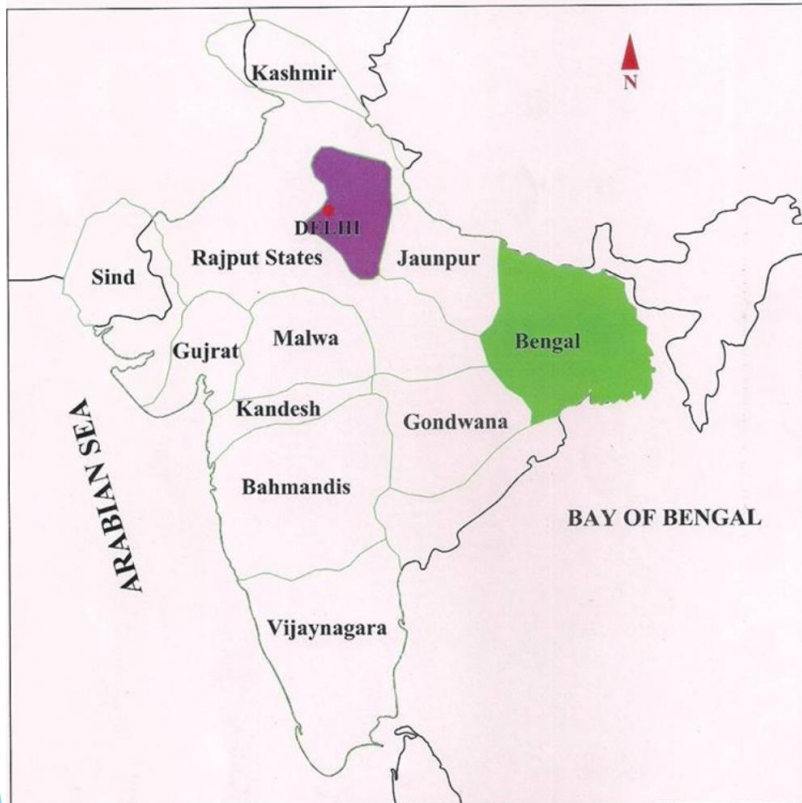 Kashmir
N
DELHI
Rajput States
Jaunpur
Sind
Gujrat
Malwa
Bengal
Kandesh
Gondwana
ARABIAN SEA
Bahmandis
BAY OF BENGAL
Vijaynagara